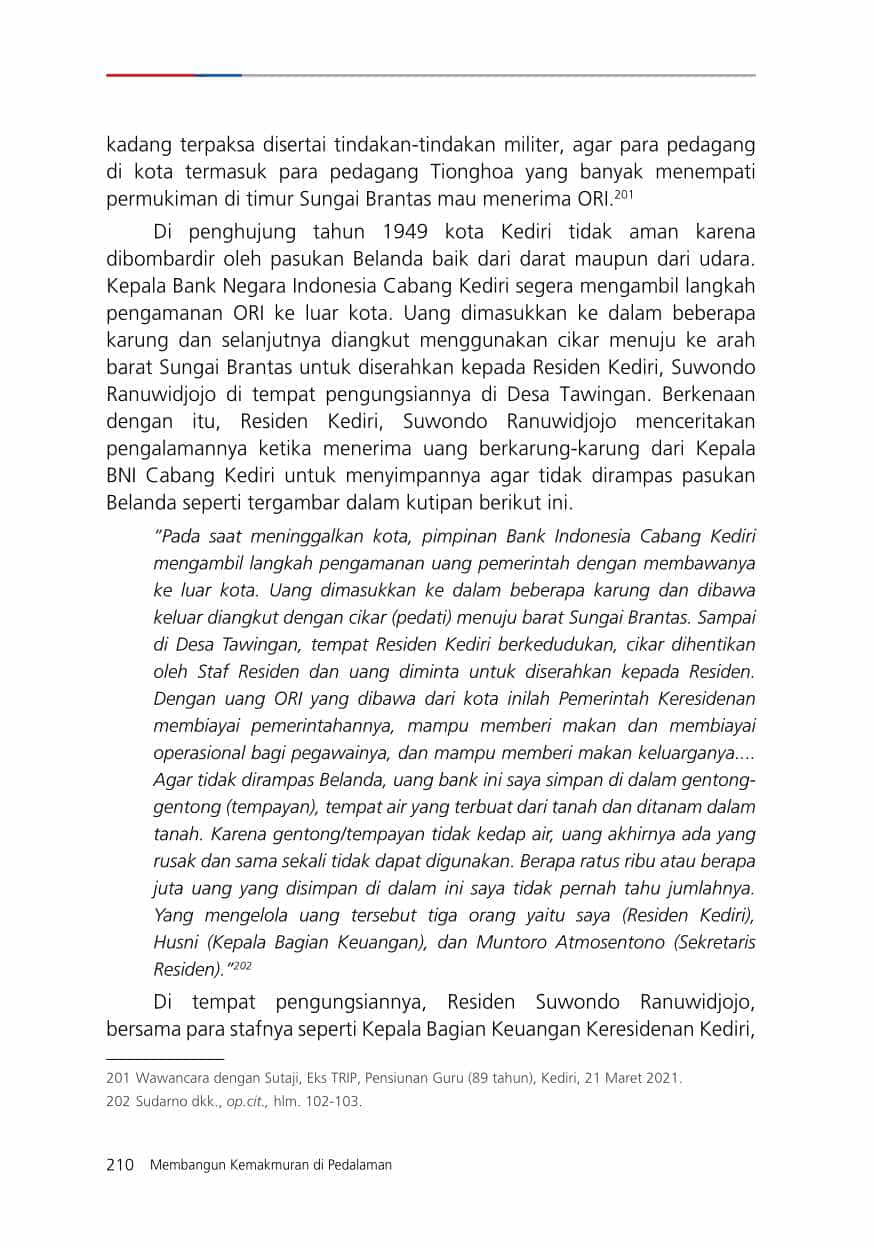 kadang terpaksa disertai tindakan-tindakan militer, agar para pedagang
di kota termasuk para pedagang Tionghoa yang banyak menempati
permukiman di timur Sungai Brantas mau menerima ORI.201
Di penghujung tahun 1949 kota Kediri tidak aman karena
dibombardir oleh pasukan Belanda baik dari darat maupun dari udara.
Kepala Bank Negara Indonesia Cabang Kediri segera mengambil langkah
pengamanan ORI ke luar kota. Uang dimasukkan ke dalam beberapa
karung dan selanjutnya diangkut menggunakan cikar menuju ke arah
barat Sungai Brantas untuk diserahkan kepada Residen Kediri, Suwondo
Ranuwidjojo di tempat pengungsiannya di Desa Tawingan. Berkenaan
dengan itu, Residen Kediri, Suwondo Ranuwidjojo menceritakan
pengalamannya ketika menerima uang berkarung-karung dari Kepala
BNI Cabang Kediri untuk menyimpannya agar tidak dirampas pasukan
Belanda seperti tergambar dalam kutipan berikut ini.
“Pada saat meninggalkan kota, pimpinan Bank Indonesia Cabang Kediri
mengambil langkah pengamanan uang pemerintah dengan membawanya
ke luar kota. Uang dimasukkan ke dalam beberapa karung dan dibawa
keluar diangkut dengan cikar (pedati) menuju barat Sungai Brantas. Sampai
di Desa Tawingan, tempat Residen Kediri berkedudukan, cikar dihentikan
oleh Staf Residen dan uang diminta untuk diserahkan kepada Residen.
Dengan uang ORI yang dibawa dari kota inilah Pemerintah Keresidenan
membiayai pemerintahannya, mampu memberi makan dan membiayai
operasional bagi pegawainya, dan mampu memberi makan keluarganya....
Agar tidak dirampas Belanda, uang bank ini saya simpan di dalam gentong-
gentong (tempayan), tempat air yang terbuat dari tanah dan ditanam dalam
tanah. Karena gentong/tempayan tidak kedap air, uang akhirnya ada yang
rusak dan sama sekali tidak dapat digunakan. Berapa ratus ribu atau berapa
juta uang yang disimpan di dalam ini saya tidak pernah tahu jumlahnya.
Yang mengelola uang tersebut tiga orang yaitu saya (Residen Kediri),
Husni (Kepala Bagian Keuangan), dan Muntoro Atmosentono (Sekretaris
Residen).”202
Di tempat pengungsiannya, Residen Suwondo Ranuwidjojo,
bersama para stafnya seperti Kepala Bagian Keuangan Keresidenan Kediri,
201 Wawancara dengan Sutaji, Eks TRIP, Pensiunan Guru (89 tahun), Kediri, 21 Maret 2021.
202 Sudarno dkk., op.cit., hlm. 102-103.
210 Membangun Kemakmuran di Pedalaman